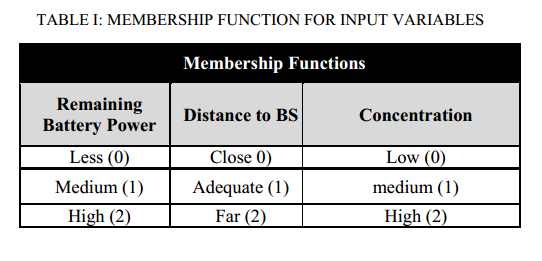 TABLE I: MEMBERSHIP FUNCTION FOR INPUT VARIABLES
Membership Functions
Remaining Battery Power Distance to BS Concentration
Less (0) Close 0) Low (0)
Medium (1) Adequate (1) medium (1)
High (2) Far (2) High (2)